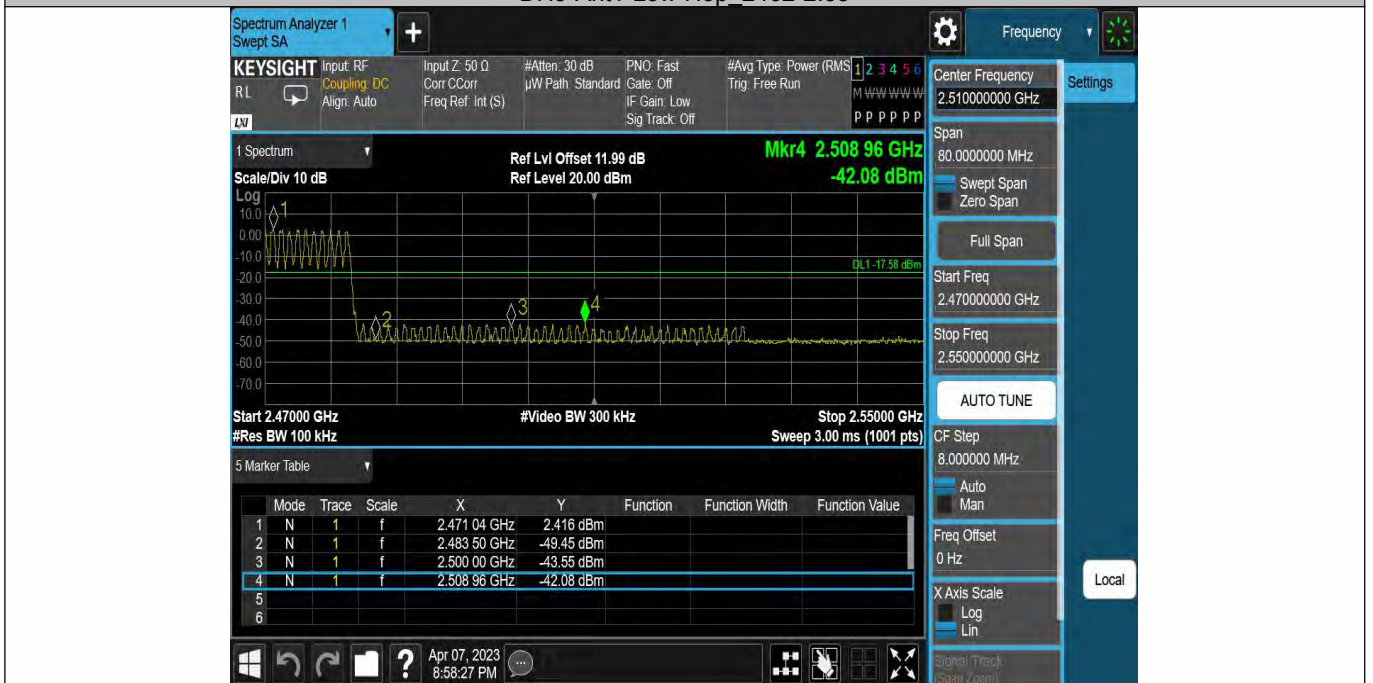 Spectrum Analyzer 1
Swept SA
+
Frequency
KEYSIGHT
RL
LXI
Input: RF
Coupling: DC
Align: Auto
Input Z: 50 Ω
Corr CCorr
Freq Ref: Int (S)
#Atten: 30 dB
µW Path: Standard
PNO: Fast
Gate: Off
IF Gain: Low
Sig Track: Off
#Avg Type: Power (RMS
Trig: Free Run
1 2 3 4 5 6
M W W W W W
P P P P P P
Center Frequency
2.510000000 GHz
Settings
1 Spectrum
Scale/Div 10 dB
Ref Lvl Offset 11.99 dB
Ref Level 20.00 dBm
Mkr4 2.508 96 GHz
-42.08 dBm
Log
10.0
0.00
-10.0
-20.0
-30.0
-40.0
-50.0
-60.0
-70.0
1
2
3
4
DL1 -17.58 dBm
Start 2.47000 GHz
#Res BW 100 kHz
#Video BW 300 kHz
Stop 2.55000 GHz
Sweep 3.00 ms (1001 pts)
Span
80.0000000 MHz
Swept Span
Zero Span
Full Span
Start Freq
2.470000000 GHz
Stop Freq
2.550000000 GHz
AUTO TUNE
CF Step
8.000000 MHz
Auto
Man
Freq Offset
0 Hz
X Axis Scale
Log
Lin
Signal Track
(Span Zoom)
Local
5 Marker Table
Mode Trace Scale X Y Function Function Width Function Value
1 N 1 f 2.471 04 GHz 2.416 dBm
2 N 1 f 2.483 50 GHz -49.45 dBm
3 N 1 f 2.500 00 GHz -43.55 dBm
4 N 1 f 2.508 96 GHz -42.08 dBm
5
6
?
Apr 07, 2023
8:58:27 PM